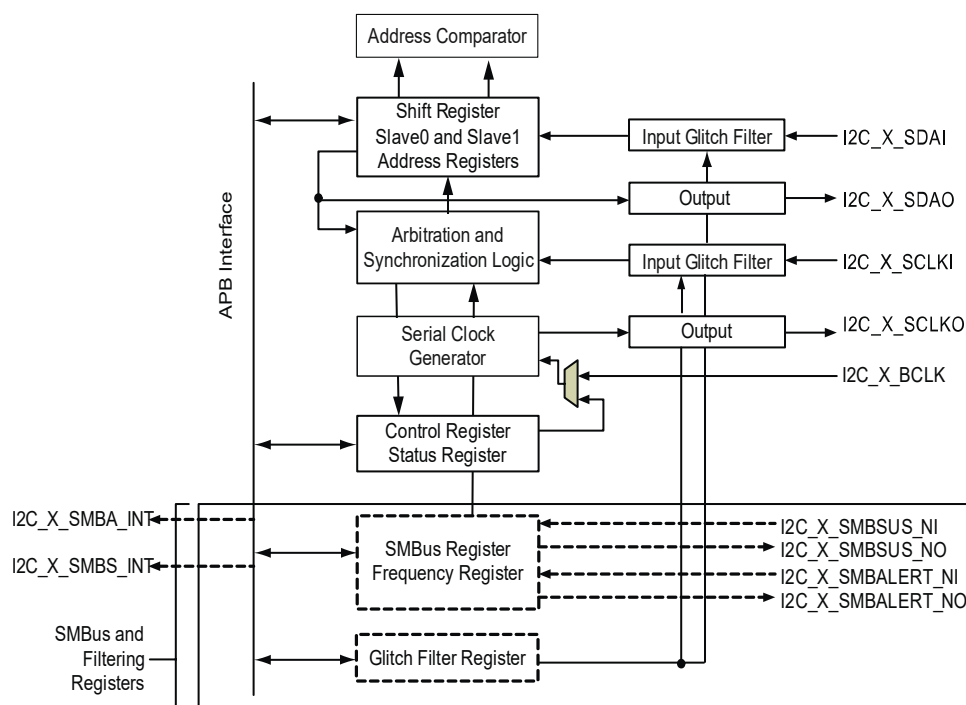 Address Comparator
Shift Register
Slave0 and Slave1
Address Registers
Input Glitch Filter
I2C_X_SDAI
Output
I2C_X_SDAO
APB Interface
Arbitration and
Synchronization Logic
Input Glitch Filter
I2C_X_SCLKI
Serial Clock
Generator
Output
I2C_X_SCLKO
I2C_X_BCLK
Control Register
Status Register
I2C_X_SMBA_INT
I2C_X_SMBS_INT
SMBus Register
Frequency Register
I2C_X_SMBSUS_NI
I2C_X_SMBSUS_NO
I2C_X_SMBALERT_NI
I2C_X_SMBALERT_NO
SMBus and
Filtering
Registers
Glitch Filter Register